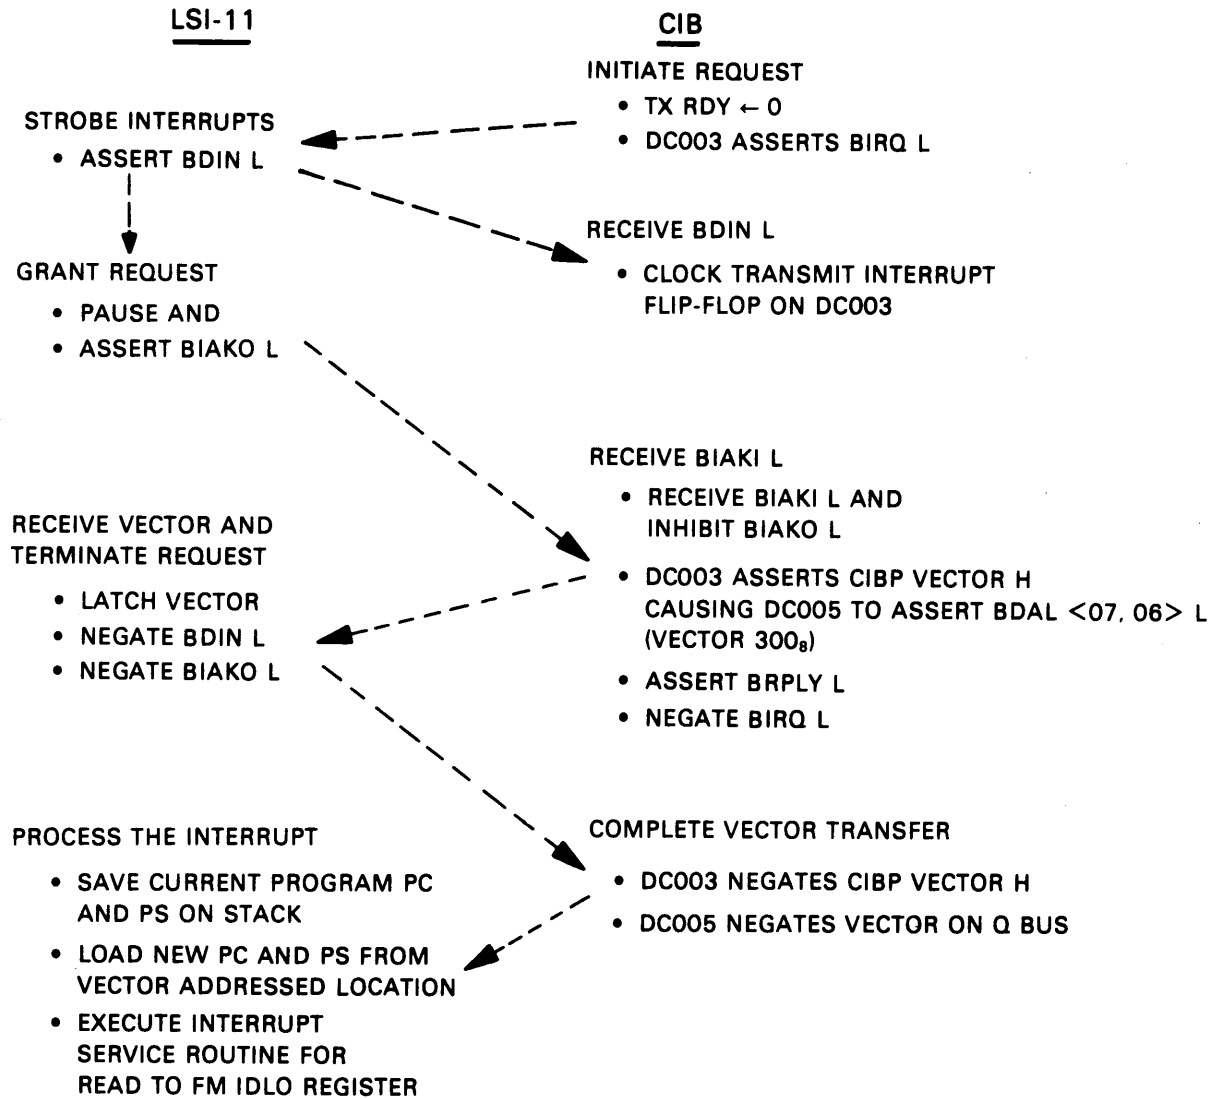 LSI-11
CIB
INITIATE REQUEST
• TX RDY ← 0
• DC003 ASSERTS BIRQ L
STROBE INTERRUPTS
• ASSERT BDIN L
RECEIVE BDIN L
• CLOCK TRANSMIT INTERRUPT
FLIP-FLOP ON DC003
GRANT REQUEST
• PAUSE AND
• ASSERT BIAKO L
RECEIVE BIAKI L
• RECEIVE BIAKI L AND
INHIBIT BIAKO L
• DC003 ASSERTS CIBP VECTOR H
CAUSING DC005 TO ASSERT BDAL <07, 06> L
(VECTOR 300₈)
• ASSERT BRPLY L
• NEGATE BIRQ L
RECEIVE VECTOR AND
TERMINATE REQUEST
• LATCH VECTOR
• NEGATE BDIN L
• NEGATE BIAKO L
COMPLETE VECTOR TRANSFER
• DC003 NEGATES CIBP VECTOR H
• DC005 NEGATES VECTOR ON Q BUS
PROCESS THE INTERRUPT
• SAVE CURRENT PROGRAM PC
AND PS ON STACK
• LOAD NEW PC AND PS FROM
VECTOR ADDRESSED LOCATION
• EXECUTE INTERRUPT
SERVICE ROUTINE FOR
READ TO FM IDLO REGISTER